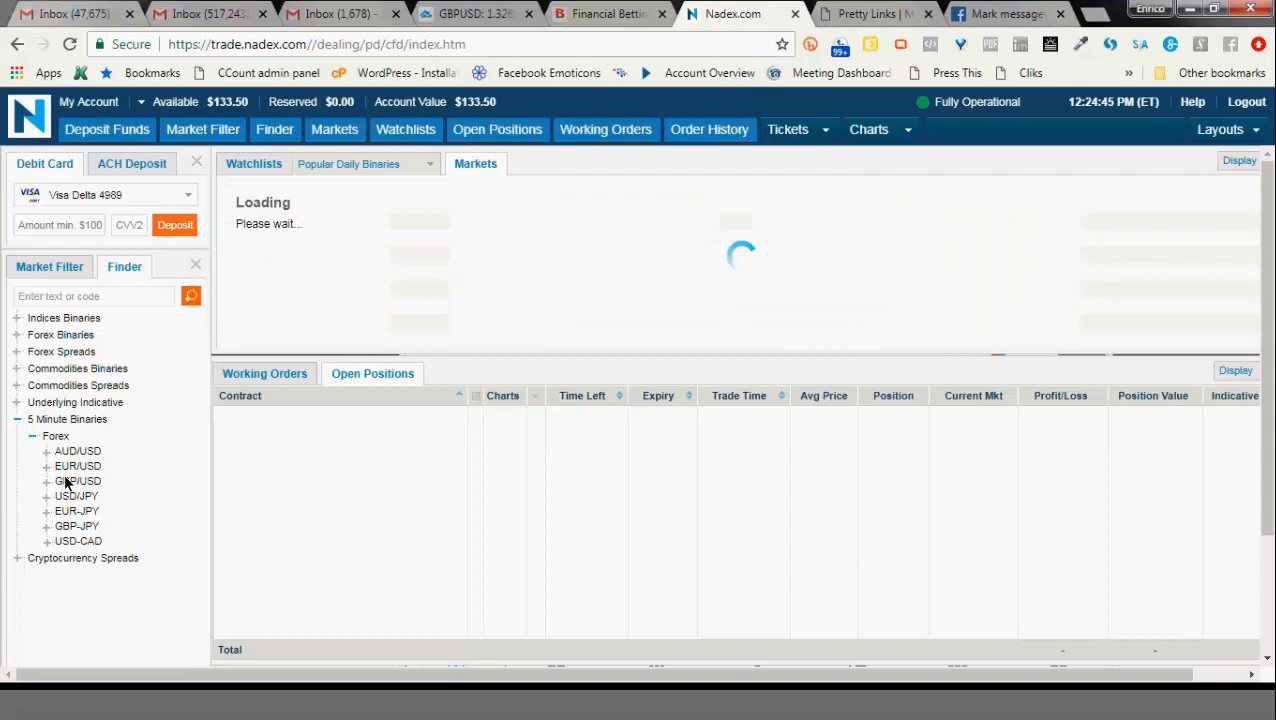 Inbox (47,675) Inbox (517,243) Inbox (1,678) - GBPUSD: 1.326 Financial Bettin Nadex.com Pretty Links | M Mark message Enrico
Secure https://trade.nadex.com//dealing/pd/cfd/index.htm 99+
Apps Bookmarks CCount admin panel cP WordPress - Installa Facebook Emoticons Account Overview Meeting Dashboard Press This Cliks » Other bookmarks
N My Account Available $133.50 Reserved $0.00 Account Value $133.50 Fully Operational 12:24:45 PM (ET) Help Logout
Deposit Funds Market Filter Finder Markets Watchlists Open Positions Working Orders Order History Tickets Charts Layouts
Debit Card ACH Deposit Watchlists Popular Daily Binaries Markets Display
VISA Visa Delta 4989
Loading
Please wait...
Amount min. $100 CVV2 Deposit
Market Filter Finder
Enter text or code
Indices Binaries
Forex Binaries
Forex Spreads
Commodities Binaries
Commodities Spreads
Underlying Indicative
5 Minute Binaries
Forex
AUD/USD
EUR/USD
GBP/USD
USD/JPY
EUR-JPY
GBP-JPY
USD-CAD
Cryptocurrency Spreads
Working Orders Open Positions Display
Contract Charts Time Left Expiry Trade Time Avg Price Position Current Mkt Profit/Loss Position Value Indicative
Total - -